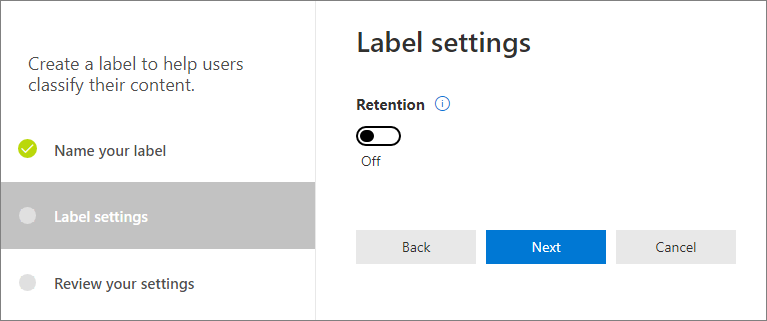 Create a label to help users
classify their content.
Name your label
Label settings
Review your settings
Label settings
Retention
Off
Back
Next
Cancel